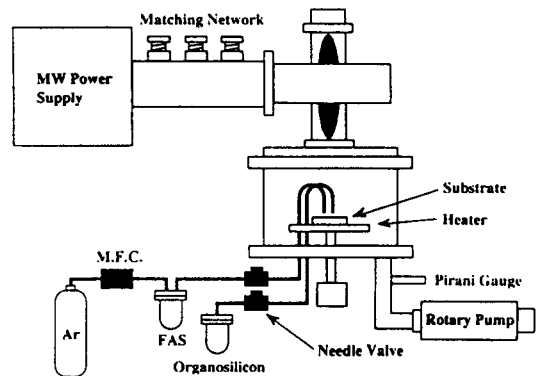 Matching Network
MW Power
Supply
Substrate
Heater
M.F.C.
Pirani Gauge
Ar
FAS
Rotary Pump
Organosilicon
Needle Valve